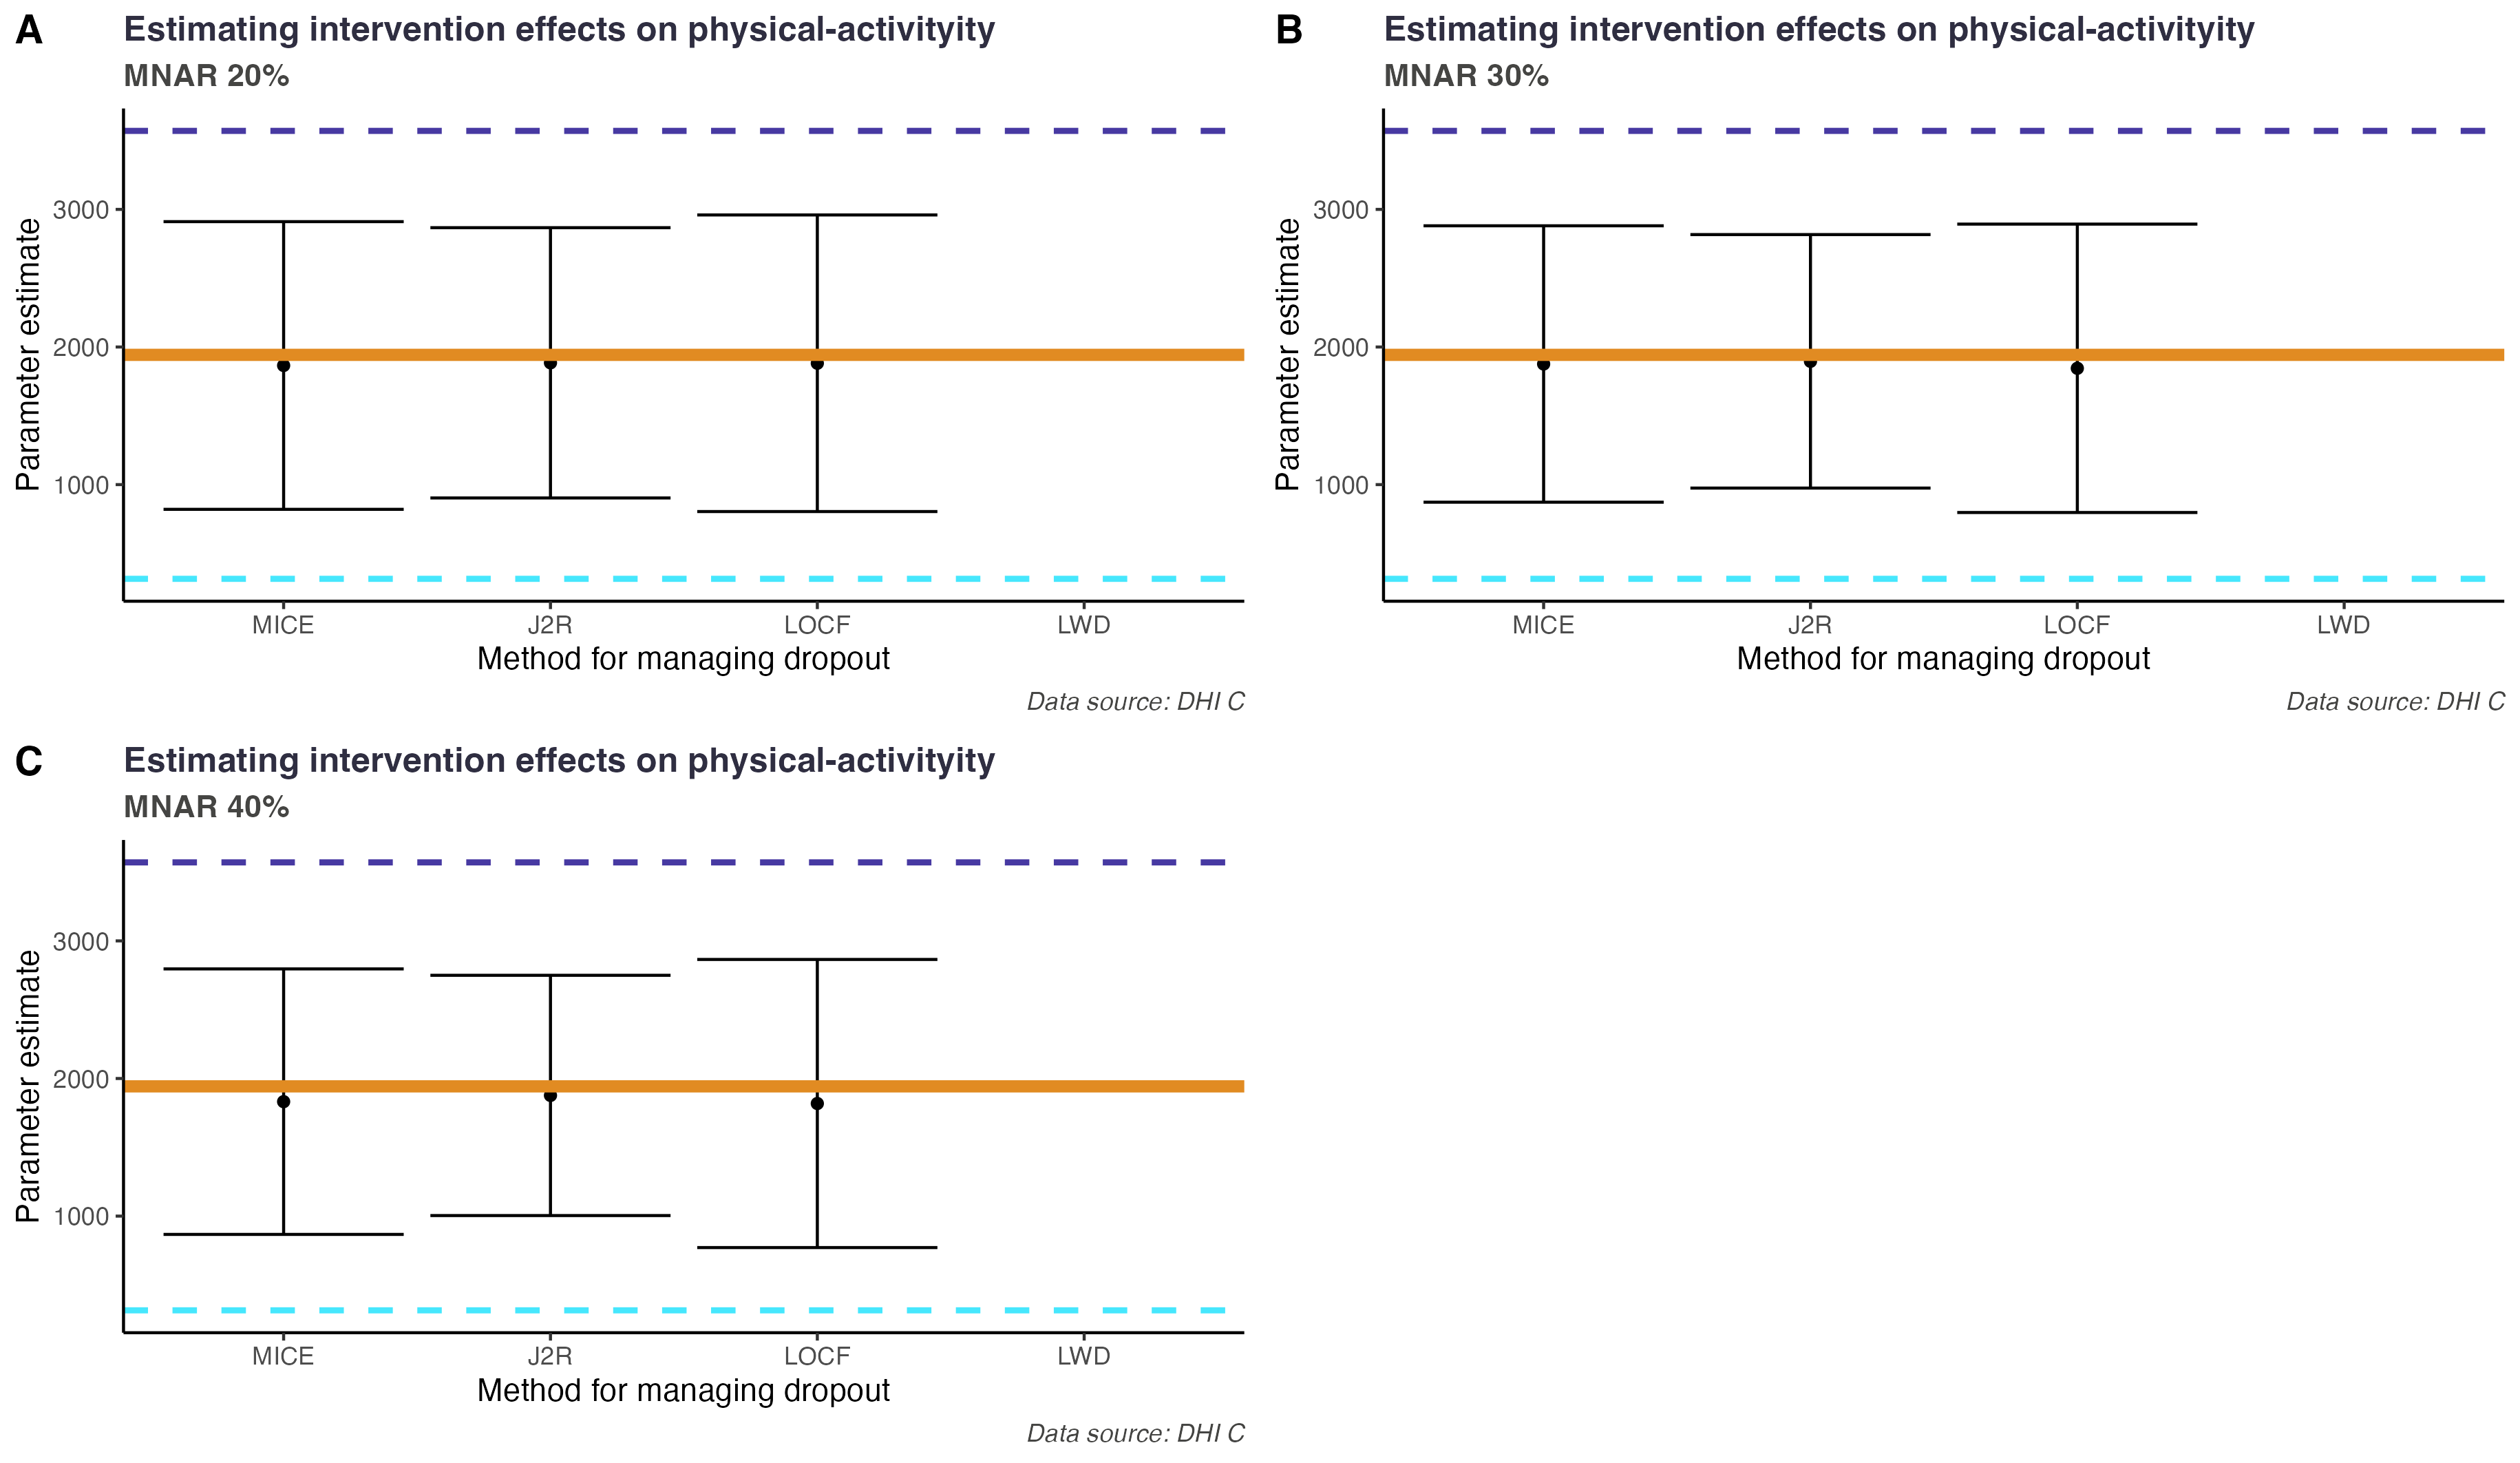 A
Estimating intervention effects on physical-activityity
MNAR 20%
Parameter estimate
3000
2000
1000
MICE J2R LOCF LWD
Method for managing dropout
Data source: DHI C
B
Estimating intervention effects on physical-activityity
MNAR 30%
Parameter estimate
3000
2000
1000
MICE J2R LOCF LWD
Method for managing dropout
Data source: DHI C
C
Estimating intervention effects on physical-activityity
MNAR 40%
Parameter estimate
3000
2000
1000
MICE J2R LOCF LWD
Method for managing dropout
Data source: DHI C